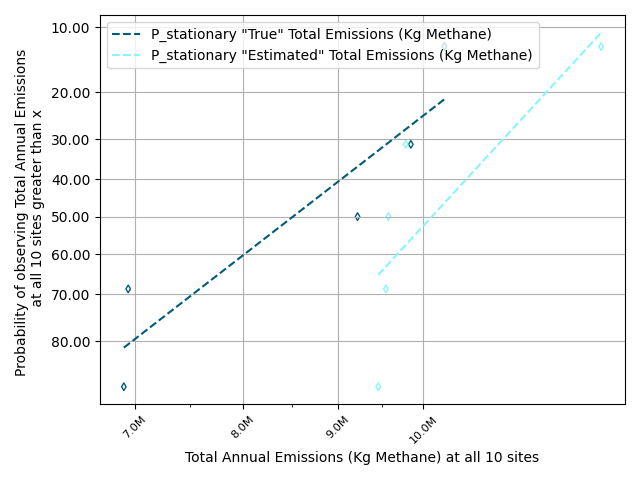 P_stationary "True" Total Emissions (Kg Methane)
P_stationary "Estimated" Total Emissions (Kg Methane)
Probability of observing Total Annual Emissions
at all 10 sites greater than x
10.00
20.00
30.00
40.00
50.00
60.00
70.00
80.00
7.0M
8.0M
9.0M
10.0M
Total Annual Emissions (Kg Methane) at all 10 sites